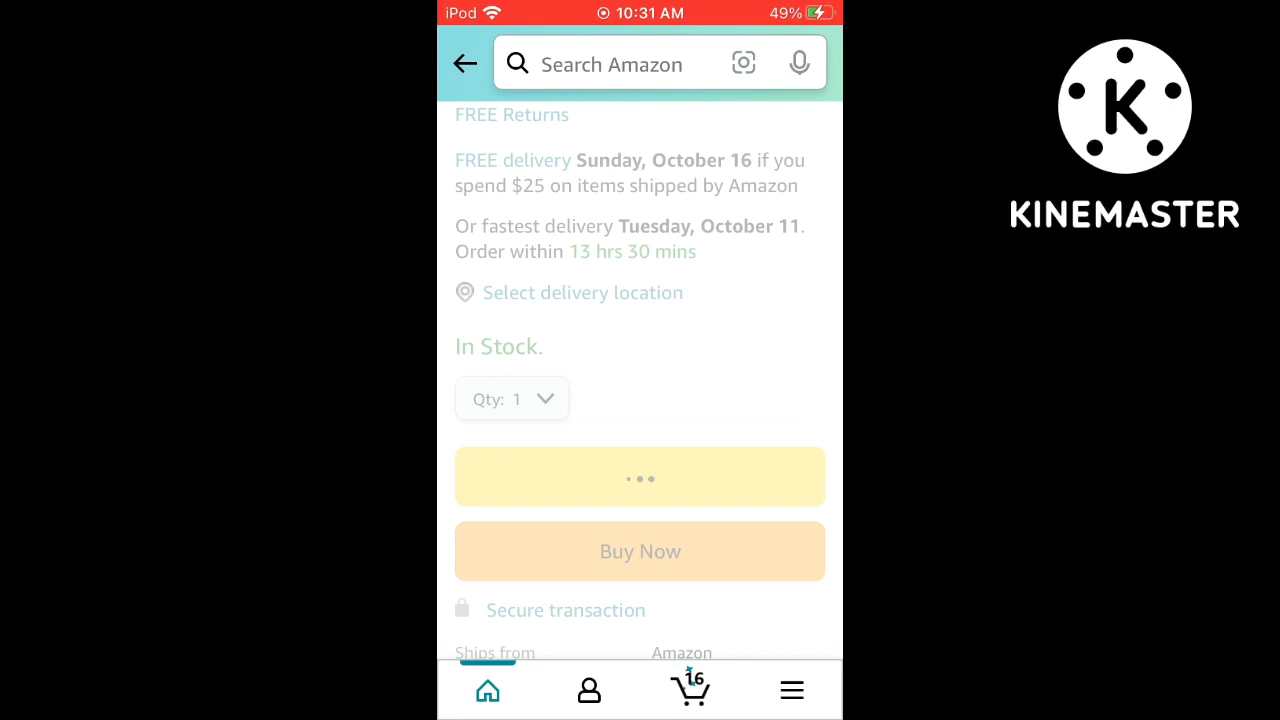 iPod 10:31 AM 49%
Search Amazon
FREE Returns
FREE delivery Sunday, October 16 if you
spend $25 on items shipped by Amazon
Or fastest delivery Tuesday, October 11.
Order within 13 hrs 30 mins
Select delivery location
In Stock.
Qty: 1
Buy Now
Secure transaction
Ships from Amazon
16
K
KINEMASTER